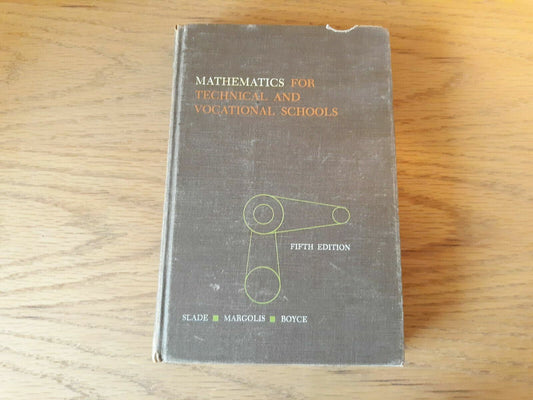 MATHEMATICS FOR
TECHNICAL AND
VOCATIONAL SCHOOLS
FIFTH EDITION
SLADE ■ MARGOLIS ■ BOYCE